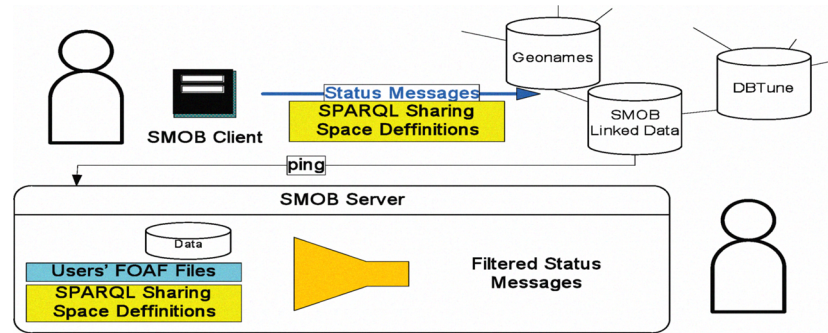 Geonames
DBTune
SMOB Client
Status Messages
SPARQL Sharing
Space Deffinitions
SMOB
Linked Data
ping
SMOB Server
Data
Users' FOAF Files
SPARQL Sharing
Space Deffinitions
Filtered Status
Messages